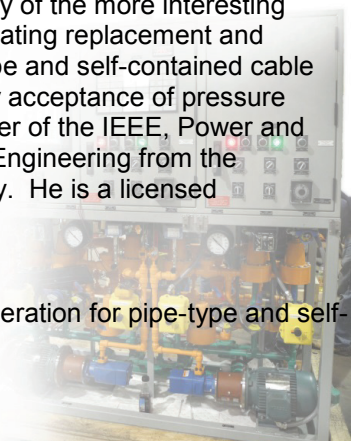 y of the more interesting
ating replacement and
pe and self-contained cable
y acceptance of pressure
er of the IEEE, Power and
Engineering from the
y. He is a licensed
eration for pipe-type and self-